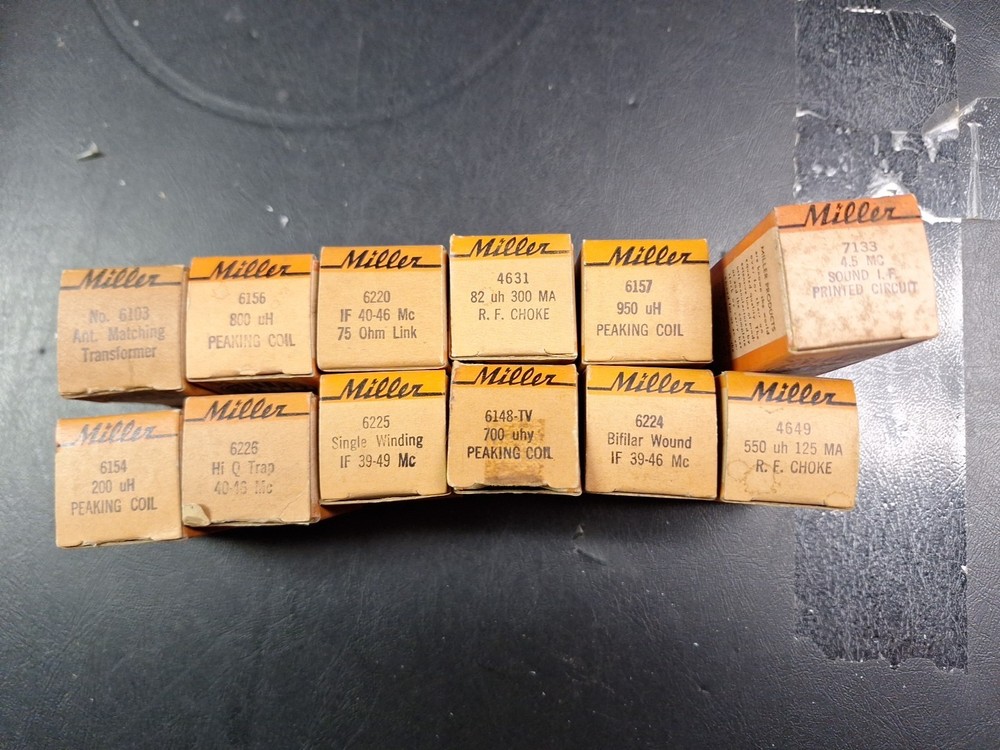 Miller
No. 6103
Ant. Matching
Transformer
Miller
6156
800 uH
PEAKING COIL
Miller
6220
IF 40-46 Mc
75 Ohm Link
Miller
4631
82 uh 300 MA
R. F. CHOKE
Miller
6157
950 uH
PEAKING COIL
MILLER PRODUCTS
Miller
7133
4.5 MC
SOUND I.F.
PRINTED CIRCUIT
Miller
6154
200 uH
PEAKING COIL
Miller
6226
Hi Q Trap
Mc
Miller
6225
Single Winding
IF 39-49 Mc
Miller
6148-TV
700 uhy
PEAKING COIL
Miller
6224
Bifilar Wound
IF 39-46 Mc
Miller
4649
550 uh 125 MA
R. F. CHOKE